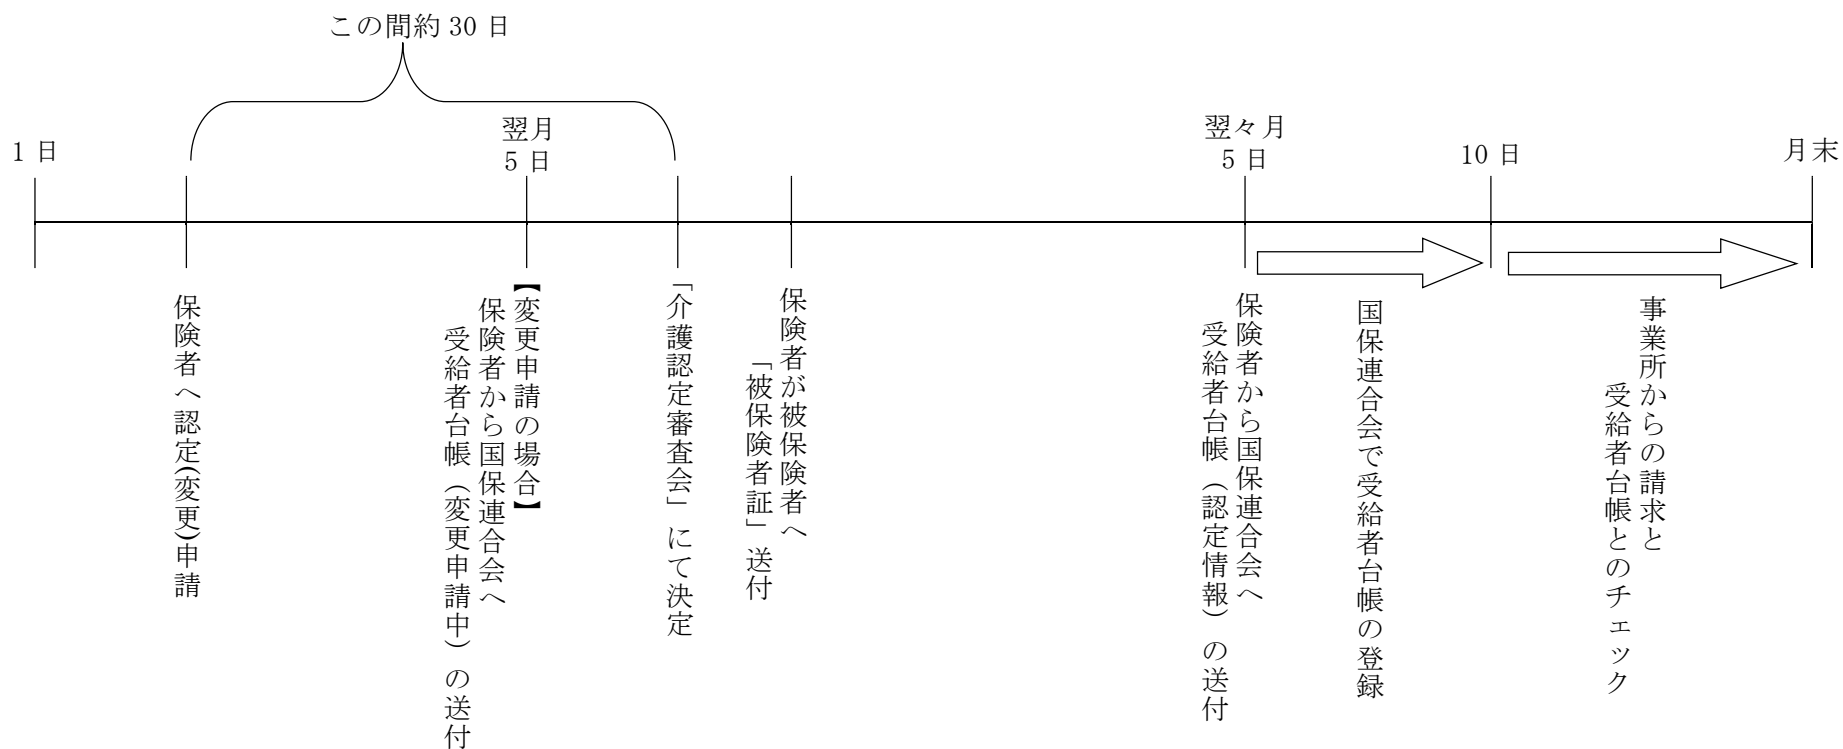 この間約 30 日
1 日
翌月
5 日
翌々月
5 日
10 日
月末
保険者へ認定(変更)申請
【変更申請の場合】
保険者から国保連合会へ
受給者台帳（変更申請中）の送付
「介護認定審査会」にて決定
保険者が被保険者へ
「被保険者証」送付
保険者から国保連合会へ
受給者台帳（認定情報）の送付
国保連合会で受給者台帳の登録
事業所からの請求と
受給者台帳とのチェック